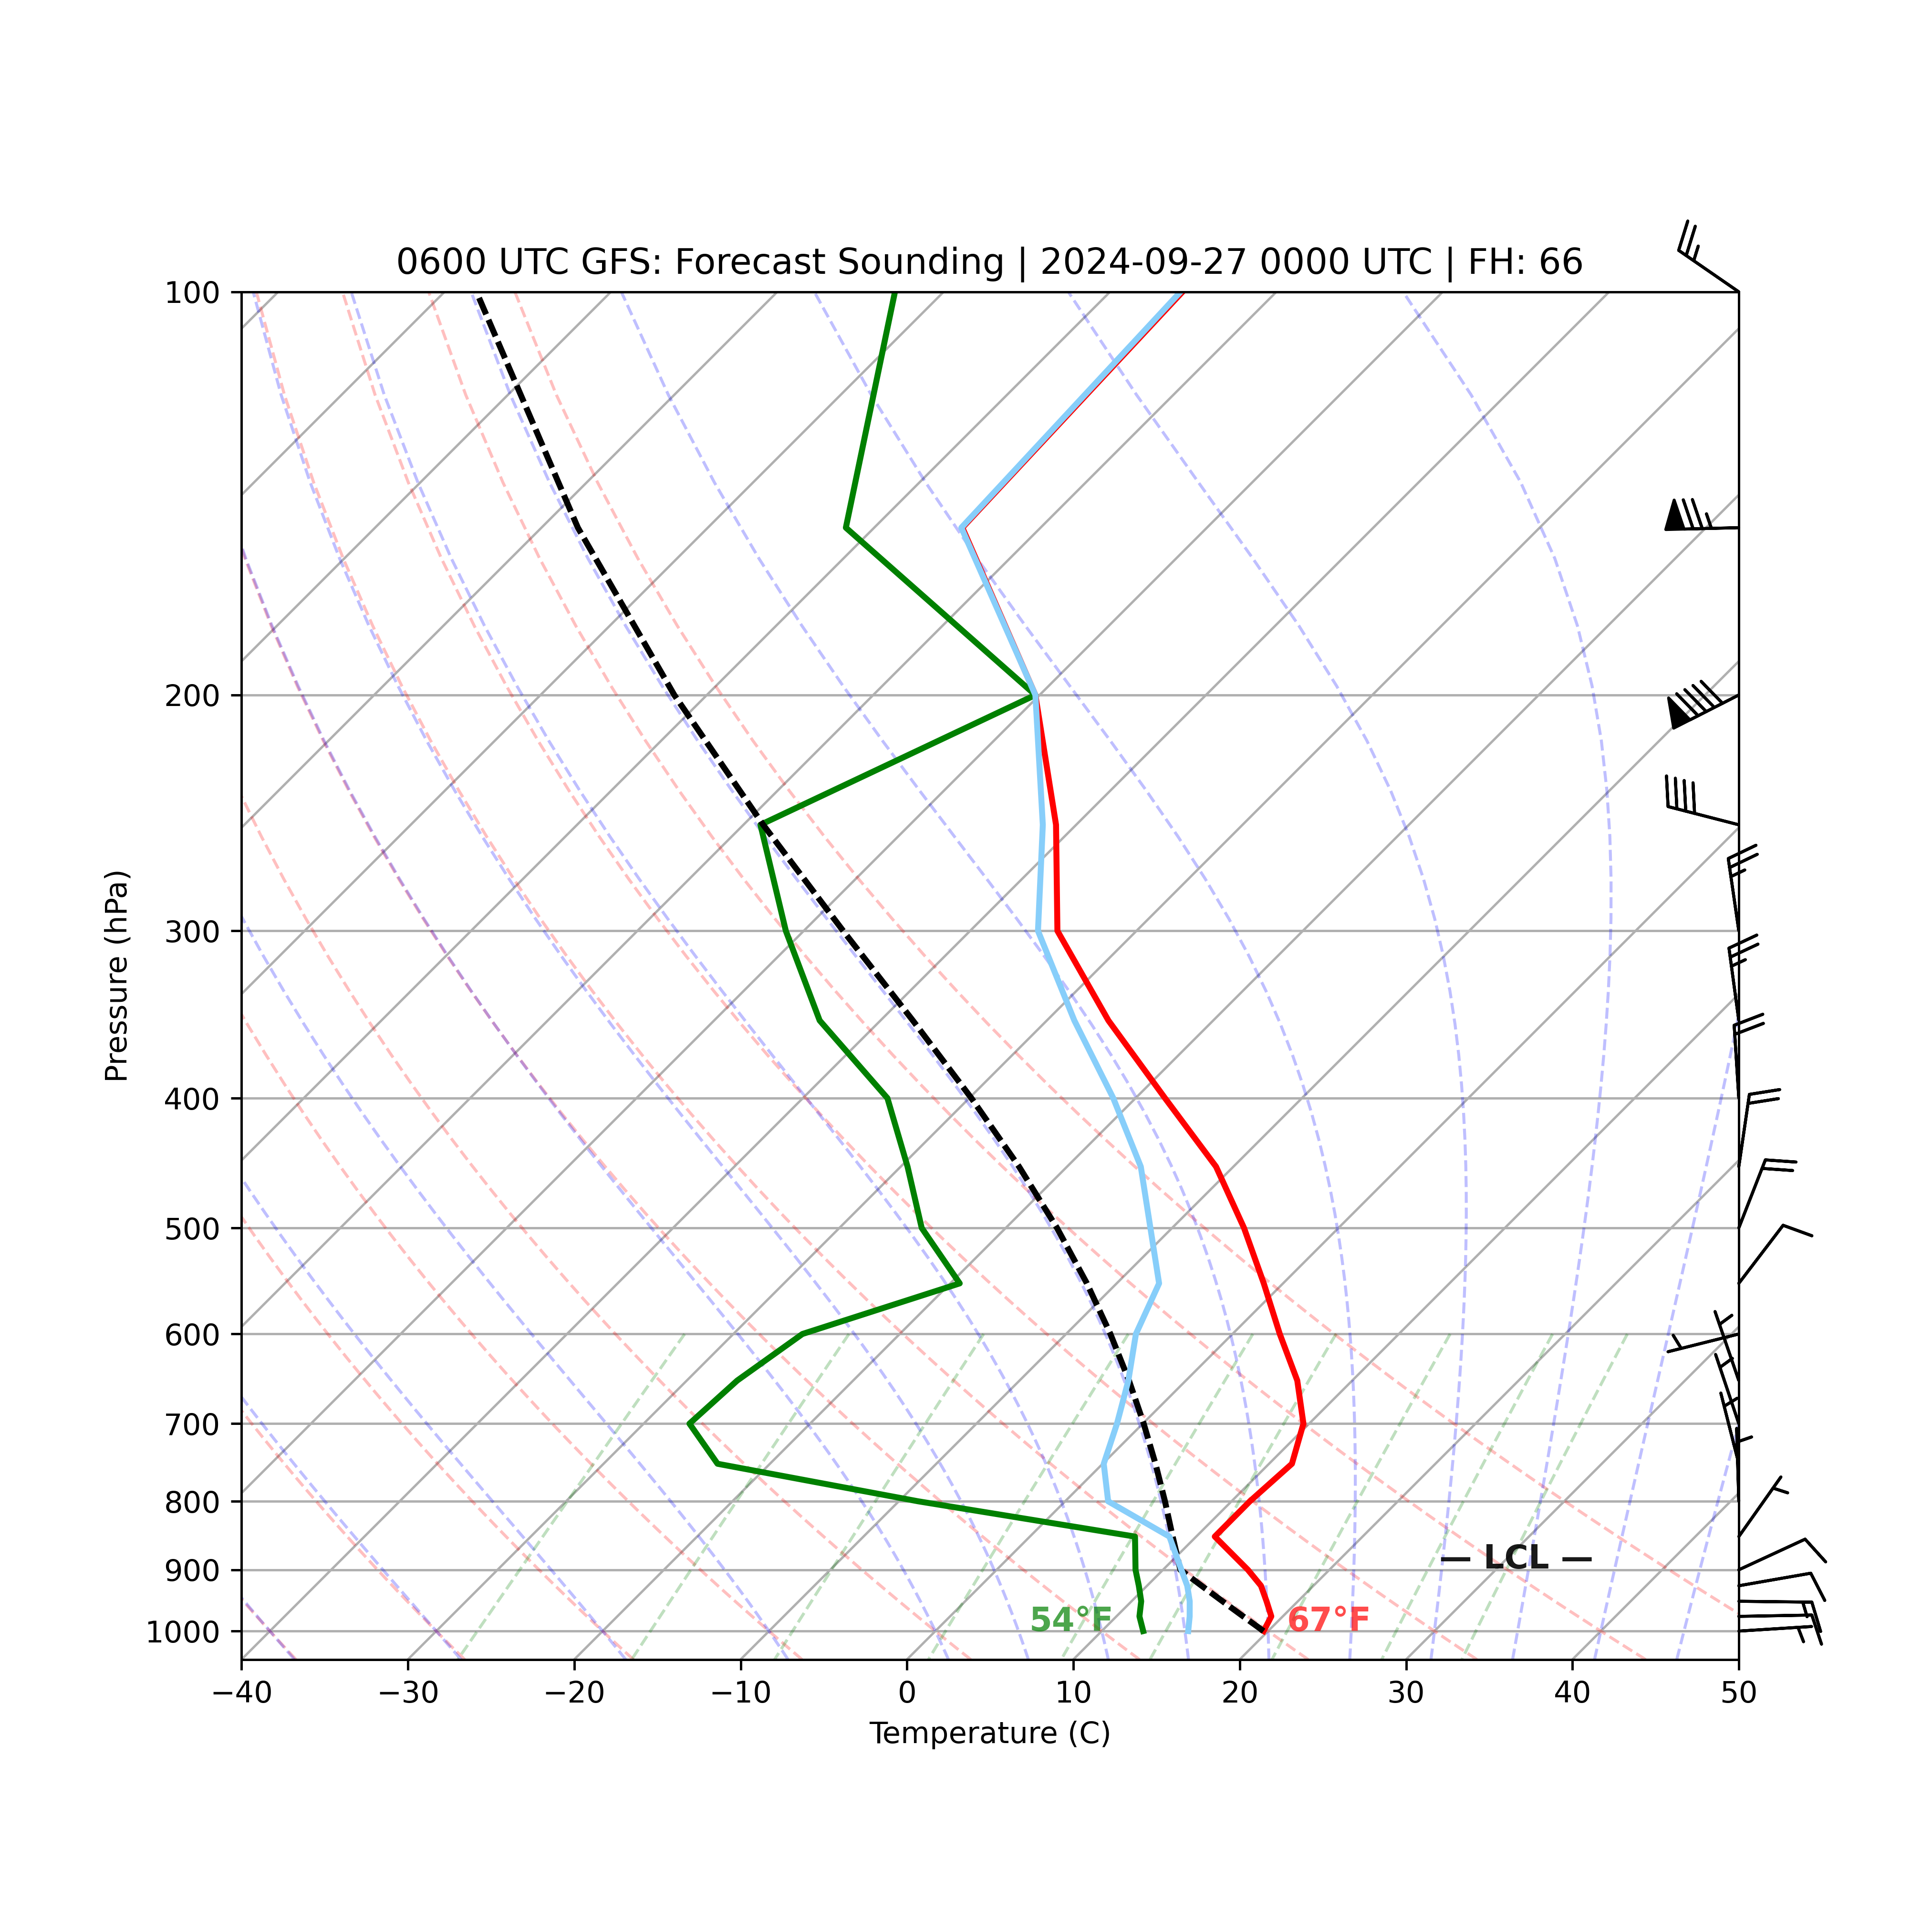 0600 UTC GFS: Forecast Sounding | 2024-09-27 0000 UTC | FH: 66
100
200
300
400
500
600
700
800
900
1000
Pressure (hPa)
— LCL —
54°F
67°F
−40 −30 −20 −10 0 10 20 30 40 50
Temperature (C)